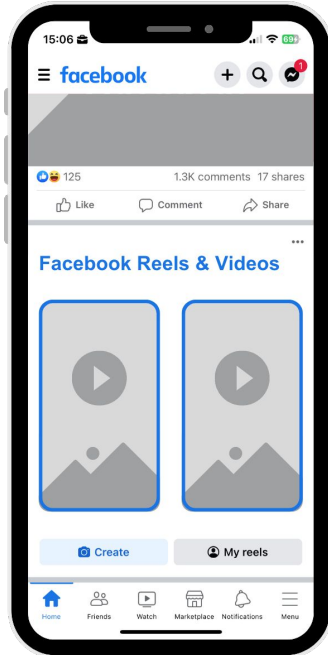 15:06 69
facebook 1
125 1.3K comments 17 shares
Like Comment Share
Facebook Reels & Videos
Create My reels
Home Friends Watch Marketplace Notifications Menu